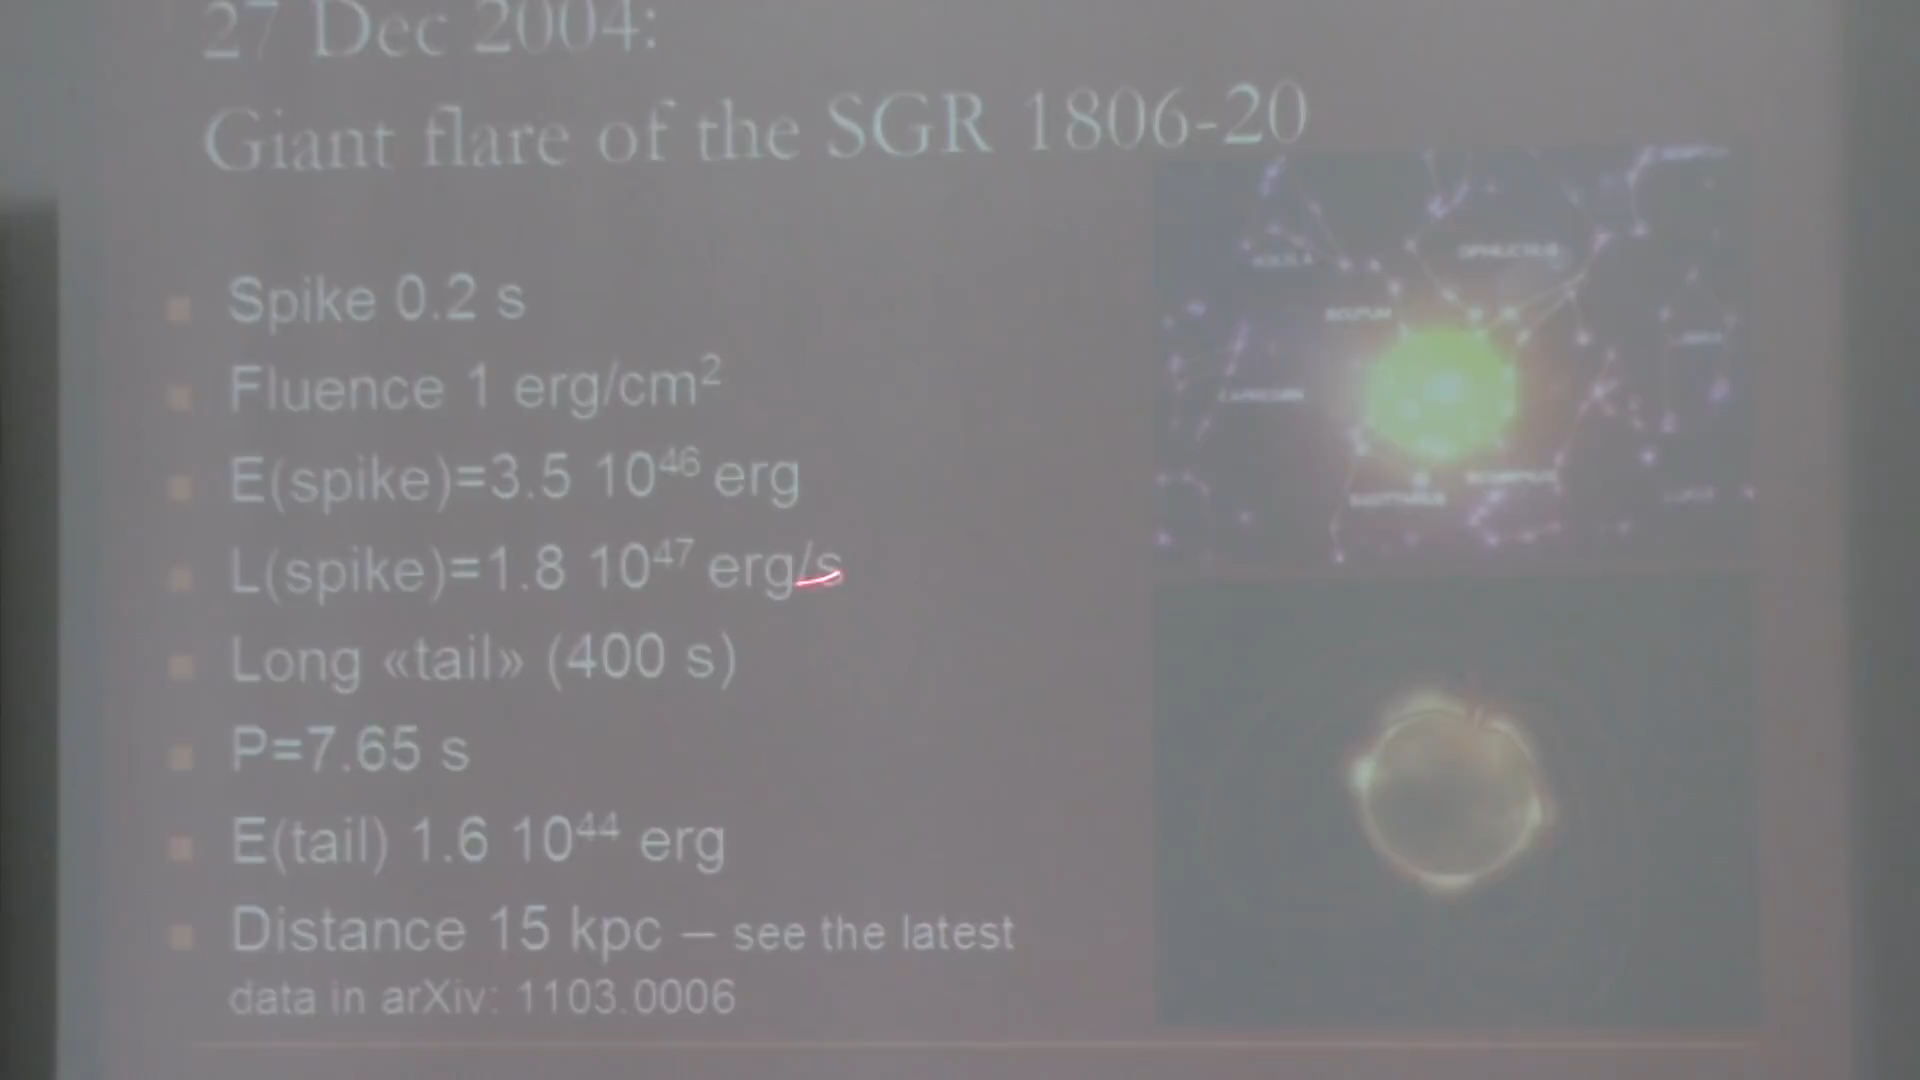 27 Dec 2004:
Giant flare of the SGR 1806-20
Spike 0.2 s
Fluence 1 erg/cm²
E(spike)=3.5 10⁴⁶ erg
L(spike)=1.8 10⁴⁷ erg/s
Long «tail» (400 s)
P=7.65 s
E(tail) 1.6 10⁴⁴ erg
Distance 15 kpc – see the latest
data in arXiv: 1103.0006
OPHIUCHUS
SCUTUM